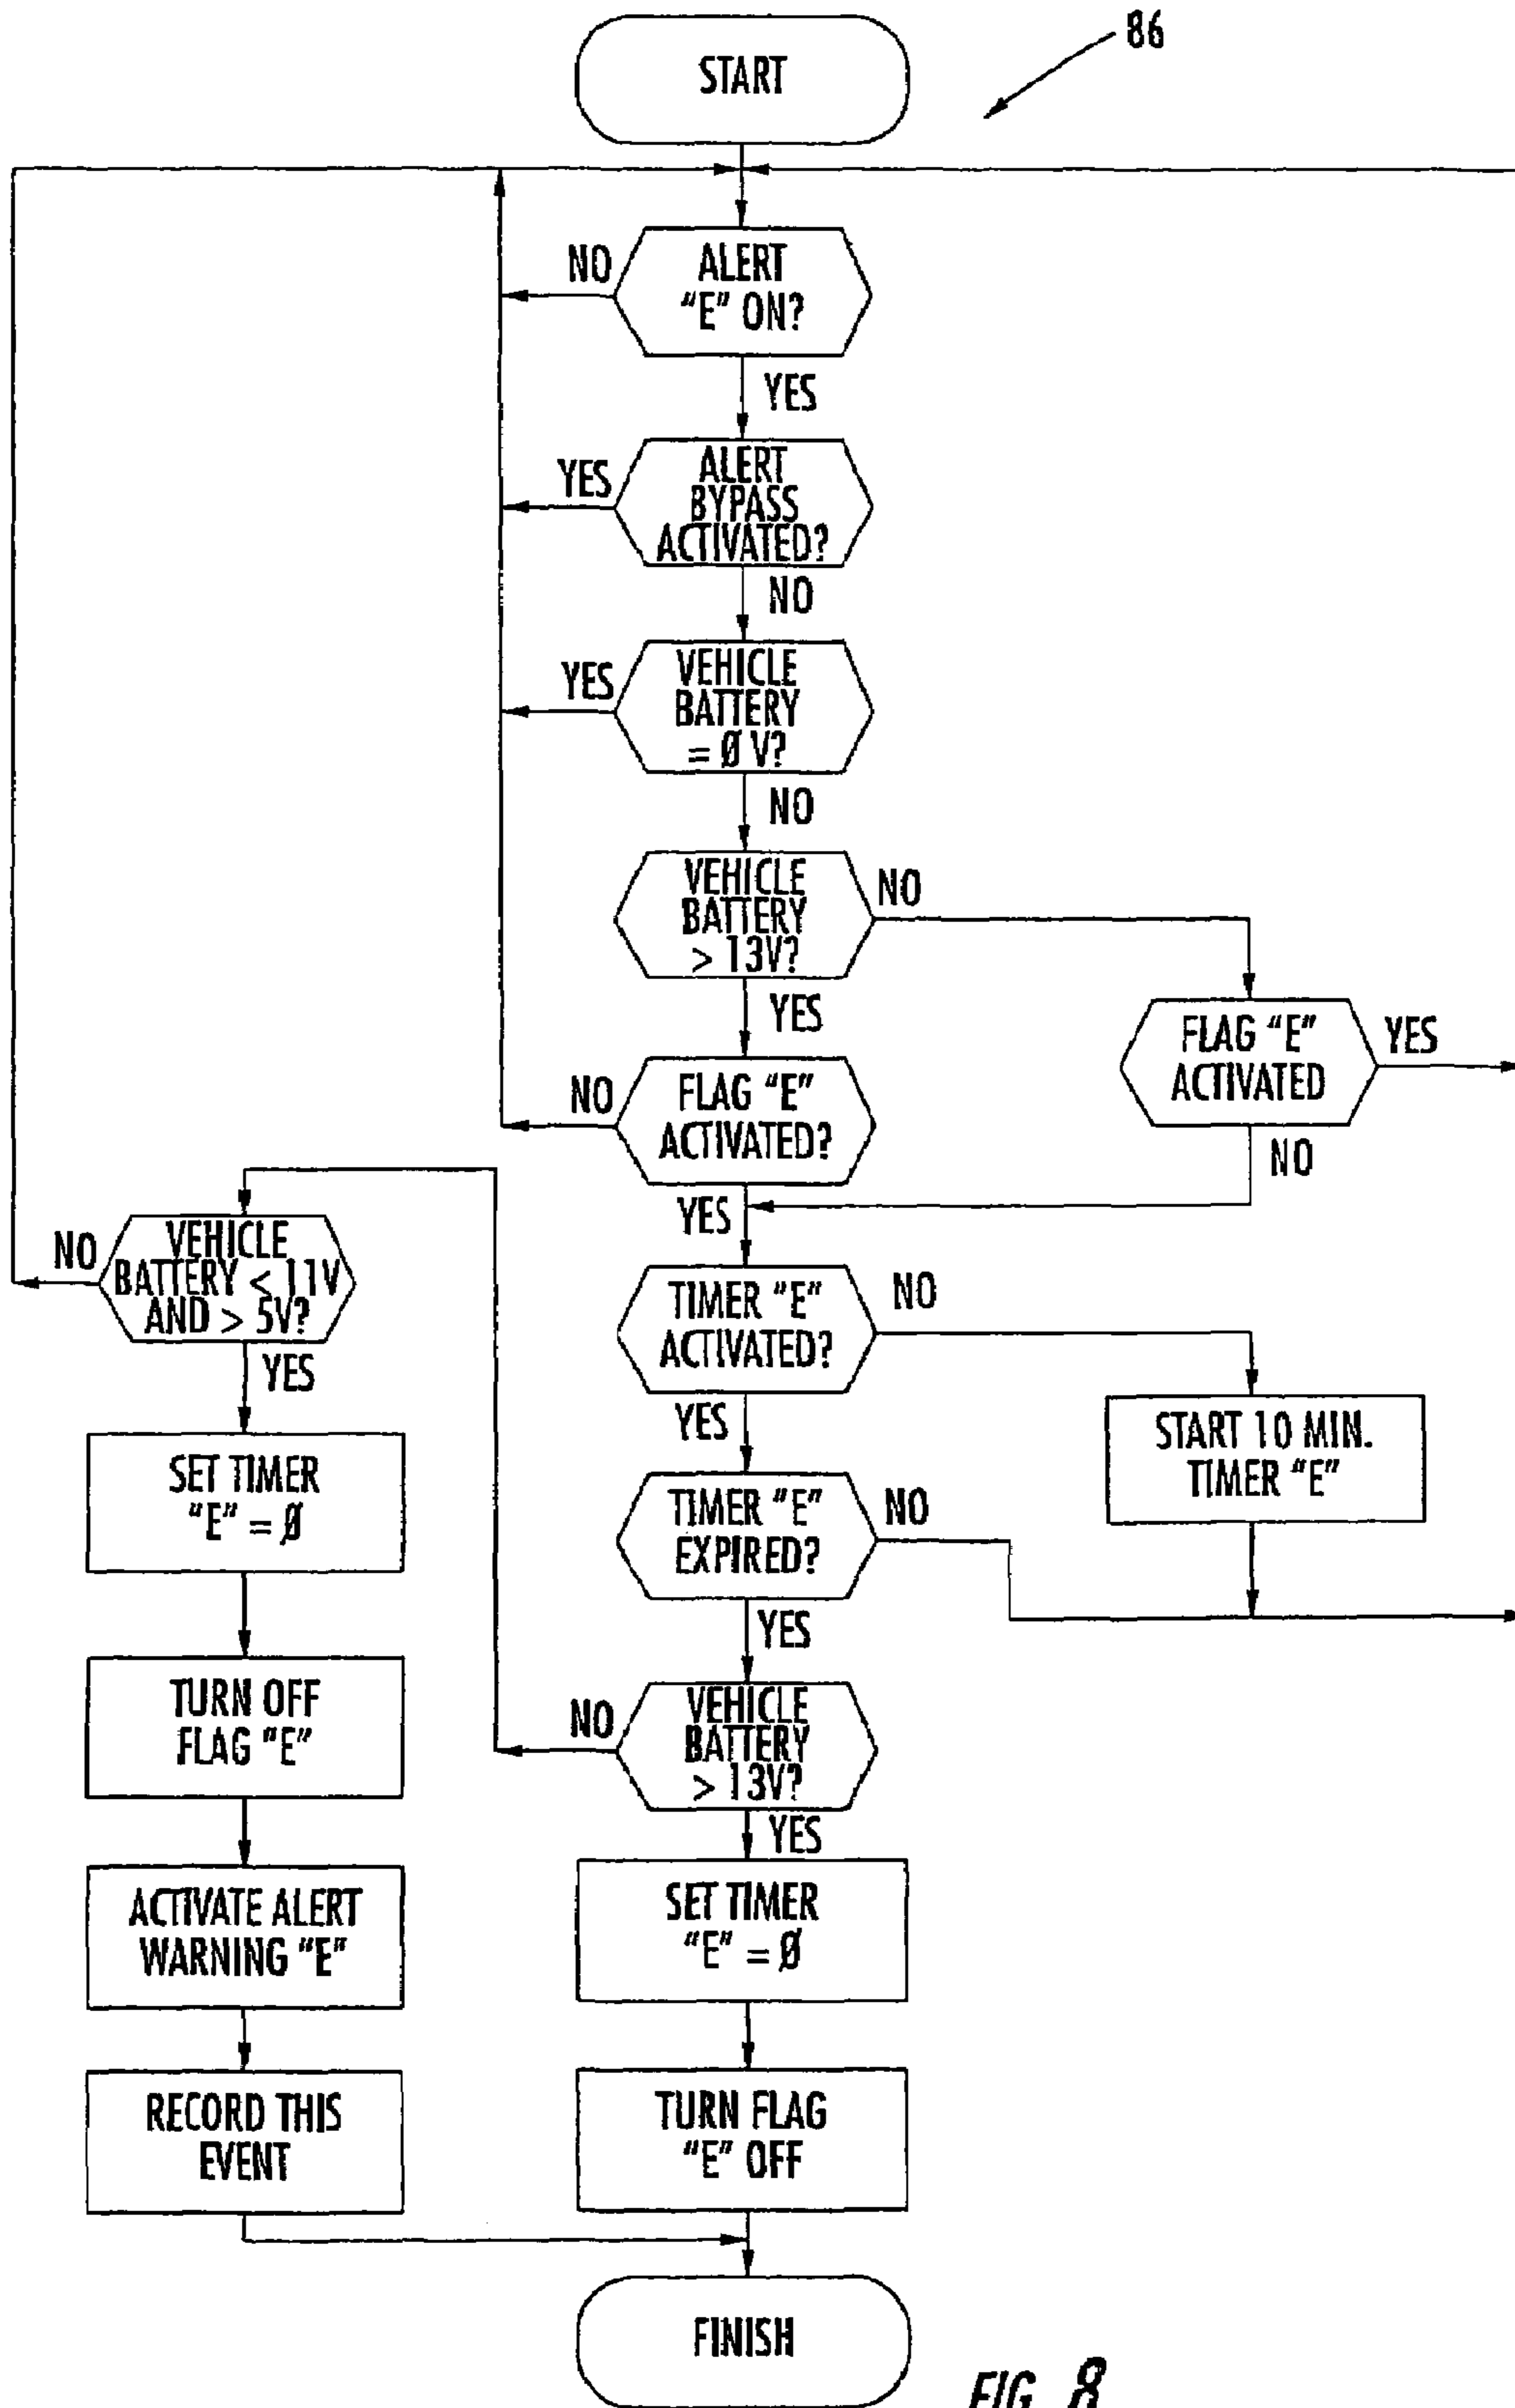 START
86
ALERT
"E" ON?
NO
YES
ALERT
BYPASS
ACTIVATED?
YES
NO
VEHICLE
BATTERY
= Ø V?
YES
NO
VEHICLE
BATTERY
> 13V?
NO
YES
FLAG "E"
ACTIVATED
YES
NO
FLAG "E"
ACTIVATED?
NO
YES
VEHICLE
BATTERY < 11V
AND > 5V?
NO
YES
TIMER "E"
ACTIVATED?
NO
YES
START 10 MIN.
TIMER "E"
SET TIMER
"E" = Ø
TIMER "E"
EXPIRED?
NO
YES
TURN OFF
FLAG "E"
VEHICLE
BATTERY
> 13V?
NO
YES
ACTIVATE ALERT
WARNING "E"
SET TIMER
"E" = Ø
RECORD THIS
EVENT
TURN FLAG
"E" OFF
FINISH
FIG. 8